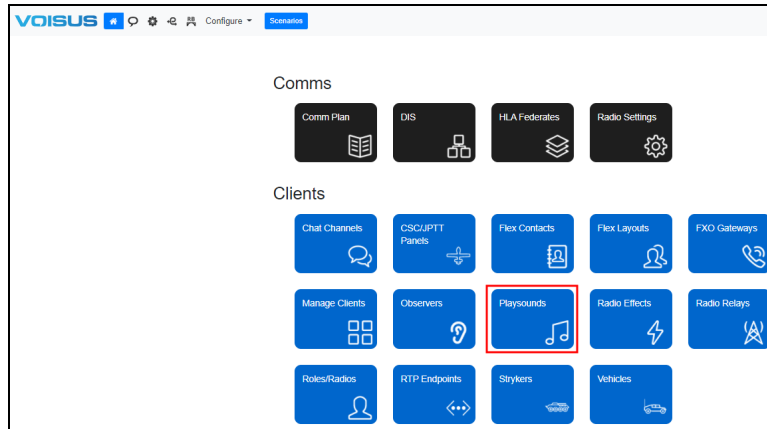 VOISUS Configure Scenarios
Comms
Comm Plan DIS HLA Federates Radio Settings
Clients
Chat Channels CSC/JPTT Flex Contacts Flex Layouts FXO Gateways
Panels
Manage Clients Observers Playsounds Radio Effects Radio Relays
Roles/Radios RTP Endpoints Strykers Vehicles